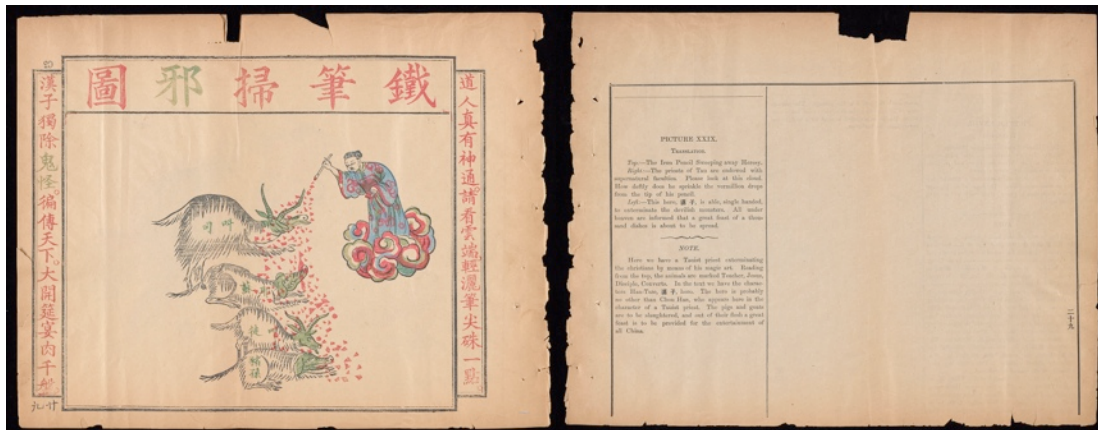 鐵筆掃邪圖
道人真有神通請看雲端輕灑筆尖硃一點
叫司
徒
猪
漢子獨除鬼怪。徧傳天下。大開筵宴肉千
PICTURE XXIX.
Translation.
Top:—The Iron Pencil Sweeping away Heresy.
Right:—The priests of Tau are endowed with
supernatural faculties. Please look at this cloud.
How deftly does he sprinkle the vermillion drops
from the tip of his pencil.
Left:—This hero, 漢子, is able, single handed,
to exterminate the devilish monsters. All under
heaven are informed that a great feast of a thou-
sand dishes is about to be spread.
NOTE.
Here we have a Taoist priest exterminating
the christians by means of his magic art. Reading
from the top, the animals are marked Teacher, Jesus,
Disciple, Converts. In the text we have the charac-
ters Han-Tsze, 漢子, hero. The hero is probably
no other than Chou Han, who appears here in the
character of a Taoist priest. The pigs and goats
are to be slaughtered, and out of their flesh a great
feast is to be provided for the entertainment of
all China.
二十九